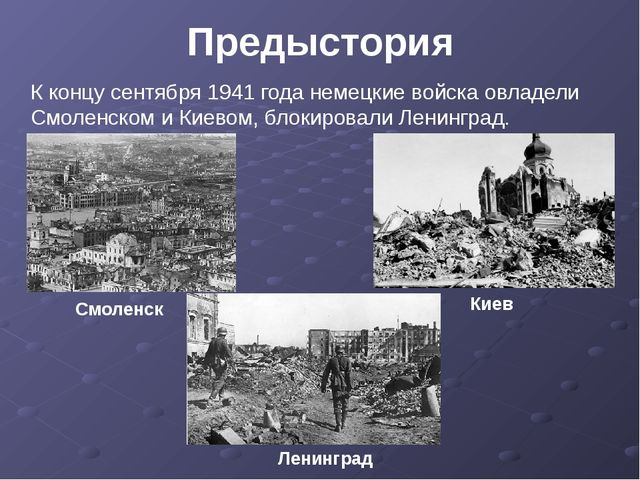 Предыстория
К концу сентября 1941 года немецкие войска овладели
Смоленском и Киевом, блокировали Ленинград.
Смоленск
Киев
Ленинград